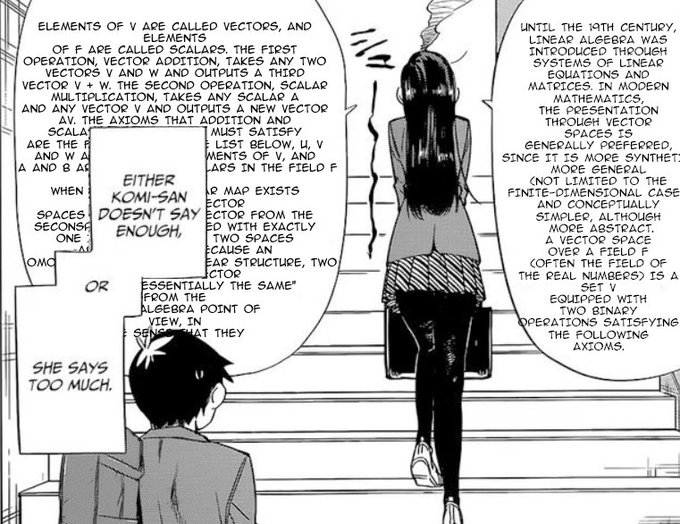 UNTIL THE 19TH CENTURY,
LINEAR ALGEBRA WAS
INTRODUCED THROUGH
SYSTEMS OF LINEAR
EQUATIONS AND
MATRICES. IN MODERN
MATHEMATICS,
THE PRESENTATION
THROUGH VECTOR
SPACES IS
GENERALLY PREFERRED,
SINCE IT IS MORE SYNTHETI
MORE GENERAL
(NOT LIMITED TO THE
FINITE-DIMENSIONAL CASE
AND CONCEPTUALLY
SIMPLER, ALTHOUGH
MORE ABSTRACT.
A VECTOR SPACE
OVER A FIELD F
(OFTEN THE FIELD OF
THE REAL NUMBERS) IS A
SET V
EQUIPPED WITH
TWO BINARY
OPERATIONS SATISFYING
THE FOLLOWING
AXIOMS.
ELEMENTS OF V ARE CALLED VECTORS, AND
ELEMENTS
OF F ARE CALLED SCALARS. THE FIRST
OPERATION, VECTOR ADDITION, TAKES ANY TWO
VECTORS V AND W AND OUTPUTS A THIRD
VECTOR V + W. THE SECOND OPERATION, SCALAR
MULTIPLICATION, TAKES ANY SCALAR A
AND ANY VECTOR V AND OUTPUTS A NEW VECTOR
AV. THE AXIOMS THAT ADDITION AND
SCALA MUST SATISFY
ARE THE LIST BELOW, U, V
AND W MENTS OF V, AND
A AND B LARS IN THE FIELD F
WHEN AR MAP EXISTS
ECTOR
SPACES ECTOR FROM THE
SECONSP ED WITH EXACTLY
ONE TWO SPACES
ECAUSE AN
OMO EAR STRUCTURE, TWO
CTOR
ESSENTIALLY THE SAME"
FROM THE
ALGEBRA POINT OF
VIEW, IN
SENSE THAT THEY
EITHER
KOMI-SAN
DOESN'T SAY
ENOUGH,
OR
SHE SAYS
TOO MUCH.